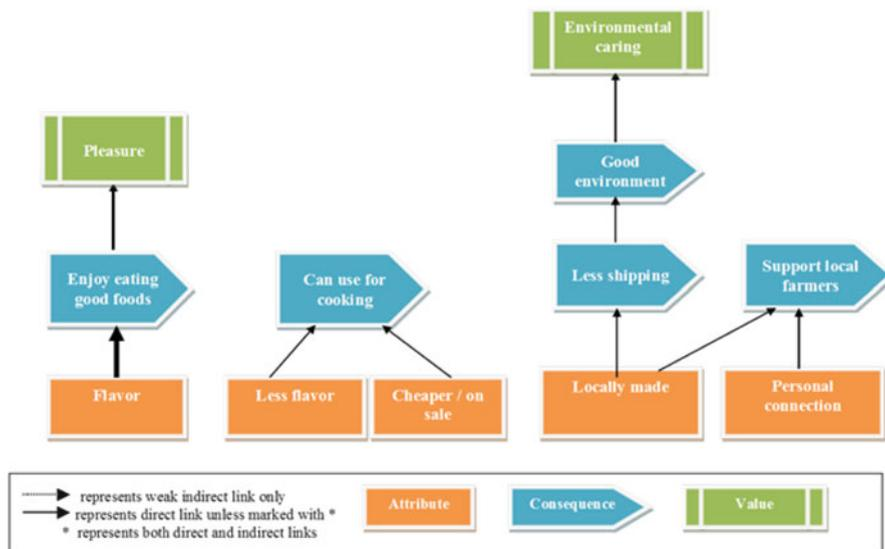 Environmental
caring
Pleasure
Good
environment
Enjoy eating
good foods
Can use for
cooking
Less shipping
Support local
farmers
Flavor
Less flavor
Cheaper / on
sale
Locally made
Personal
connection
represents weak indirect link only
represents direct link unless marked with *
* represents both direct and indirect links
Attribute
Consequence
Value